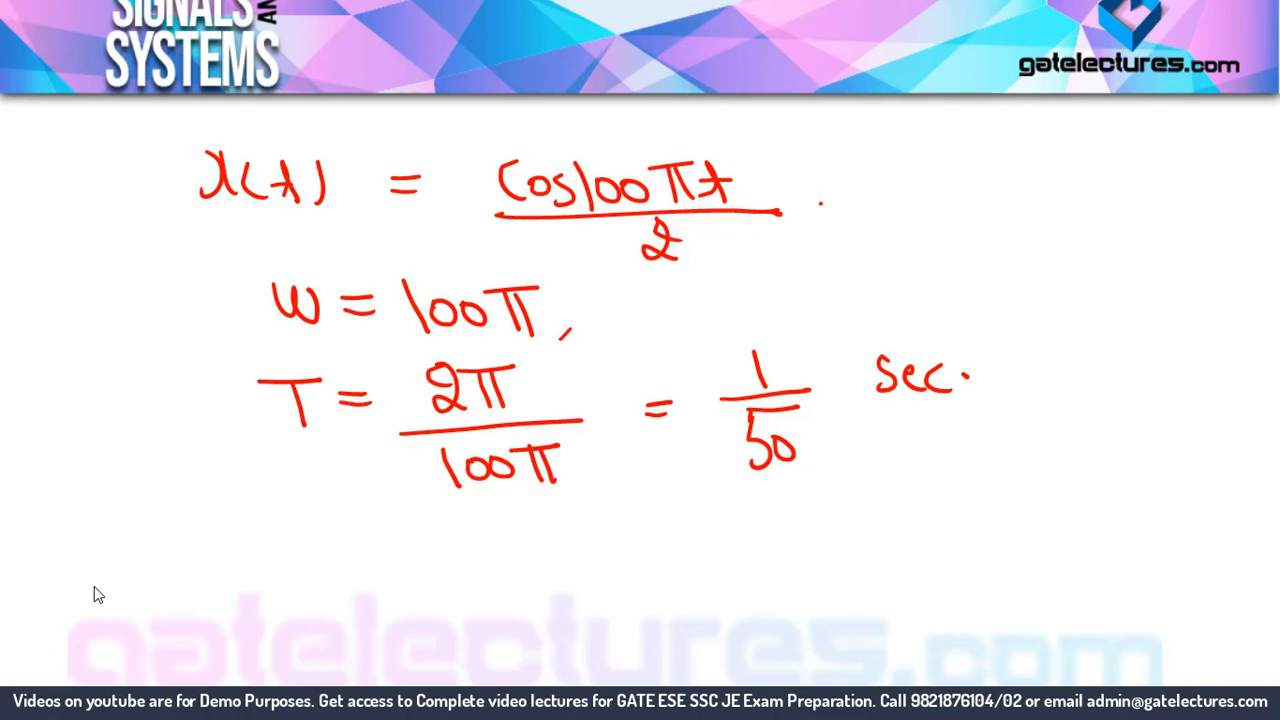 SIGNALS AN
SYSTEMS
gatelectures.com
x(t) = Cos100πt / 2 .
ω = 100π ,
T = 2π / 100π = 1 / 50 sec.
gatelectures.com
Videos on youtube are for Demo Purposes. Get access to Complete video lectures for GATE ESE SSC JE Exam Preparation. Call 9821876104/02 or email admin@gatelectures.com